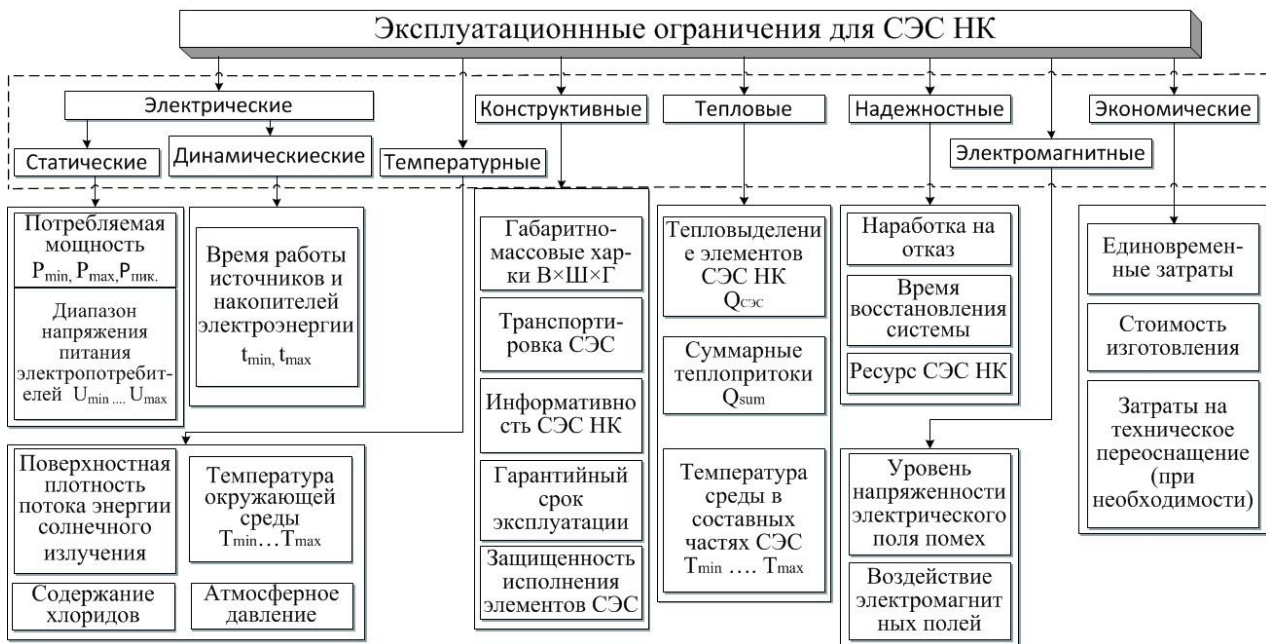 Эксплуатационнные ограничения для СЭС НК
Электрические
Конструктивные
Тепловые
Надежностные
Экономические
Статические
Динамическиеские
Температурные
Электромагнитные
Потребляемая
мощность
Pmin, Pmax,Pпик.
Диапазон
напряжения
питания
электропотребит-
елей Umin .... Umax
Время работы
источников и
накопителей
электроэнергии
tmin, tmax
Поверхностная
плотность
потока энергии
солнечного
излучения
Температура
окружающей
среды
Tmin…Tmax
Содержание
хлоридов
Атмосферное
давление
Габаритно-
массовые хар-
ки В×Ш×Г
Транспорти-
ровка СЭС
Информативно
сть СЭС НК
Гарантийный
срок
эксплуатации
Защищенность
исполнения
элементов СЭС
Тепловыделени
е элементов
СЭС НК
Qсэс
Суммарные
теплопритоки
Qsum
Температура
среды в
составных
частях СЭС
Tmin …. Tmax
Наработка на
отказ
Время
восстановления
системы
Ресурс СЭС НК
Уровень
напряженности
электрического
поля помех
Воздействие
электромагнит
ных полей
Единовремен-
ные затраты
Стоимость
изготовления
Затраты на
техническое
переоснащение
(при
необходимости)